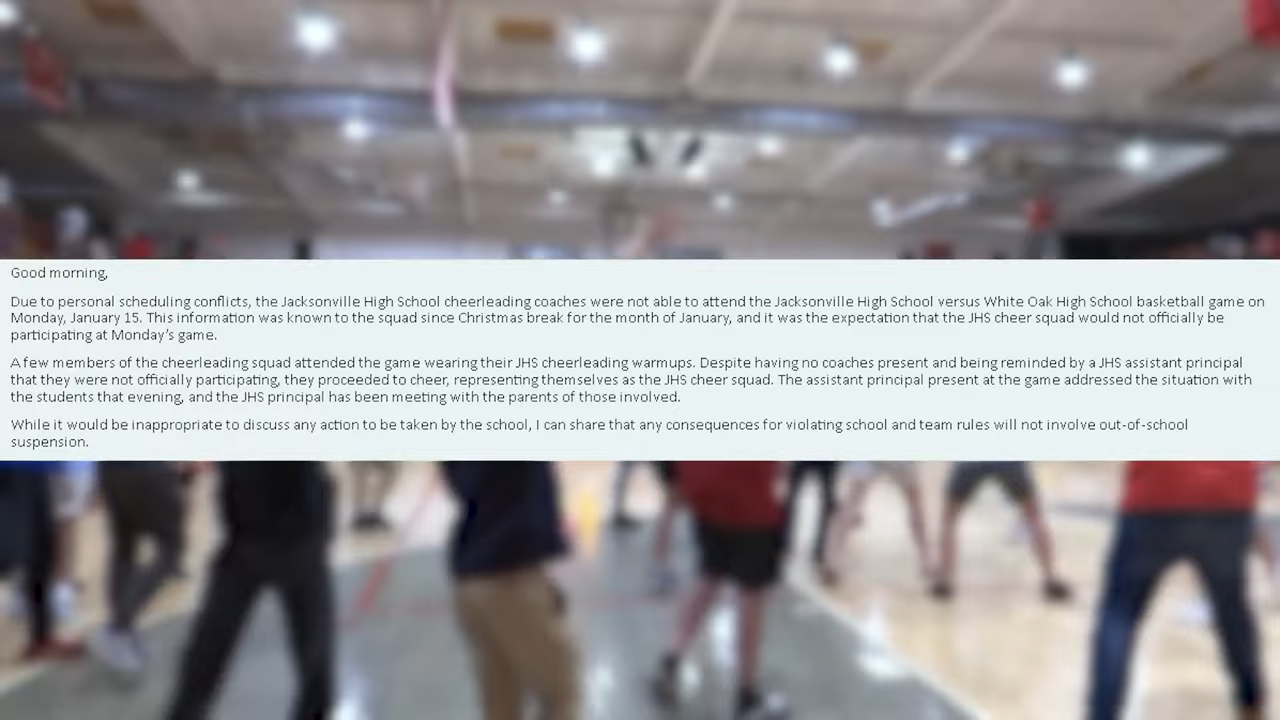 Good morning,
Due to personal scheduling conflicts, the Jacksonville High School cheerleading coaches were not able to attend the Jacksonville High School versus White Oak High School basketball game on
Monday, January 15. This information was known to the squad since Christmas break for the month of January, and it was the expectation that the JHS cheer squad would not officially be
participating at Monday’s game.
A few members of the cheerleading squad attended the game wearing their JHS cheerleading warmups. Despite having no coaches present and being reminded by a JHS assistant principal
that they were not officially participating, they proceeded to cheer, representing themselves as the JHS cheer squad. The assistant principal present at the game addressed the situation with
the students that evening, and the JHS principal has been meeting with the parents of those involved.
While it would be inappropriate to discuss any action to be taken by the school, I can share that any consequences for violating school and team rules will not involve out-of-school
suspension.